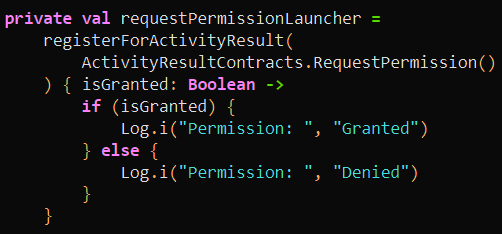 private val requestPermissionLauncher =
    registerForActivityResult(
        ActivityResultContracts.RequestPermission()
    ) { isGranted: Boolean ->
        if (isGranted) {
            Log.i("Permission: ", "Granted")
        } else {
            Log.i("Permission: ", "Denied")
        }
    }